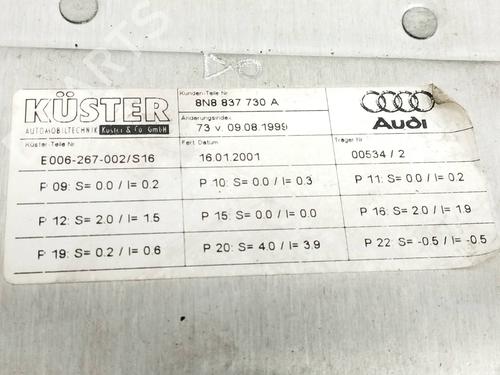 KÜSTER
AUTOMOBILTECHNIK Küster & Co. GmbH
Kunden-Teile Nr
8N8 837 730 A
Änderungsindex
73 v. 09.08.1999
Audi
Küster-Teile Nr
E006-267-002/S16
Fert. Datum
16.01.2001
Träger Nr
00534 / 2
P 09: S= 0.0 / I= 0.2
P 10: S= 0.0 / I= 0.3
P 11: S= 0.0 / I= 0.2
P 12: S= 2.0 / I= 1.5
P 15: S= 0.0 / I= 0.0
P 16: S= 2.0 / I= 1.9
P 19: S= 0.2 / I= 0.6
P 20: S= 4.0 / I= 3.9
P 22: S= -0.5 / I= -0.5